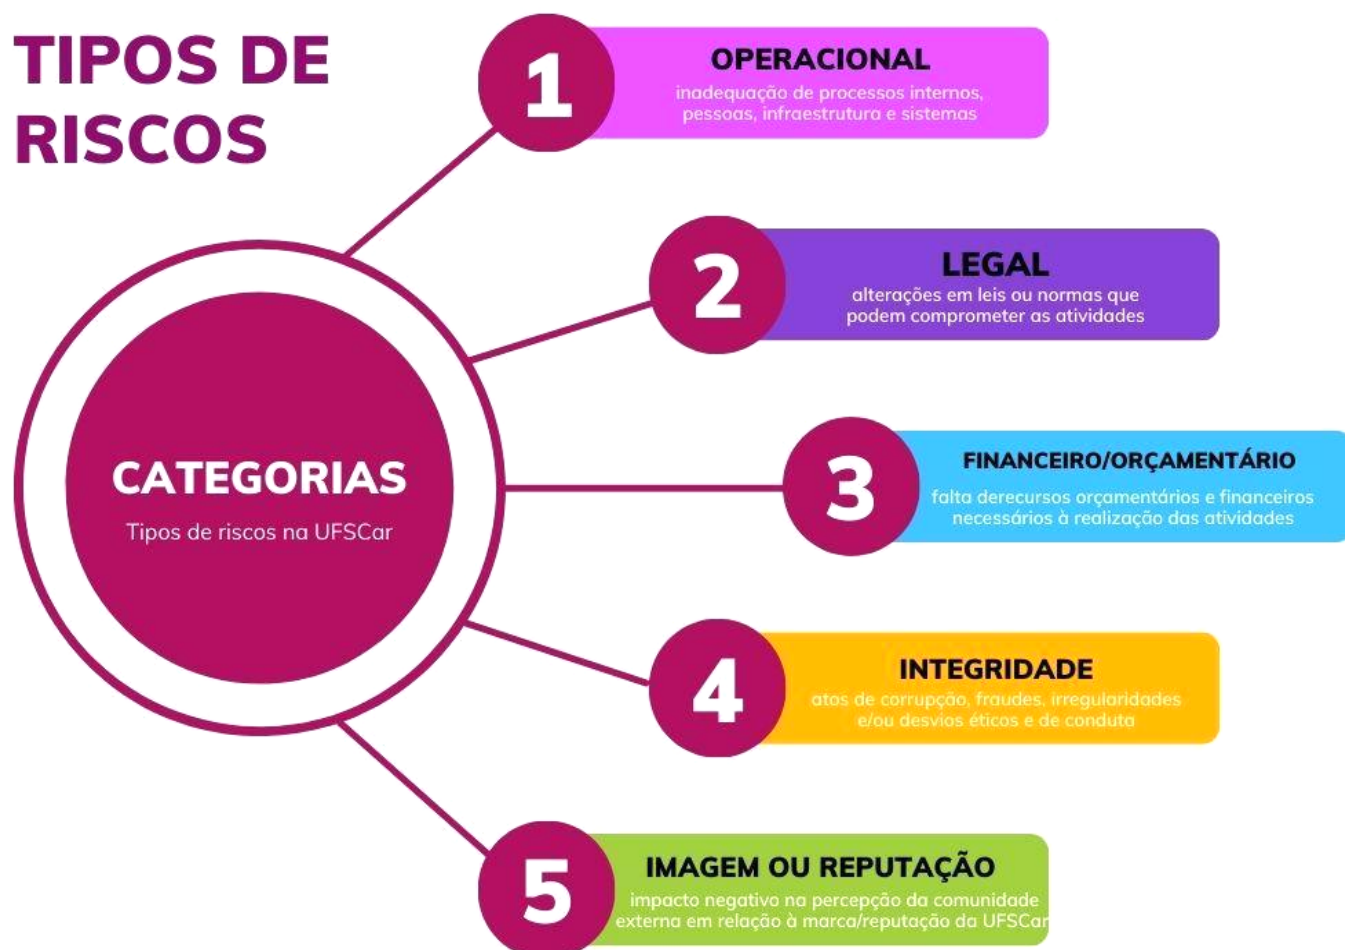 TIPOS DE
RISCOS
1
OPERACIONAL
inadequação de processos internos,
pessoas, infraestrutura e sistemas
2
LEGAL
alterações em leis ou normas que
podem comprometer as atividades
CATEGORIAS
Tipos de riscos na UFSCar
3
FINANCEIRO/ORÇAMENTÁRIO
falta derecursos orçamentários e financeiros
necessários à realização das atividades
4
INTEGRIDADE
atos de corrupção, fraudes. irregularidades
e/ou desvios éticos e de conduta
5
IMAGEM OU REPUTAÇÃO
impacto negativo na percepção da comunidade
externa em relação à marca/reputação da UFSCar